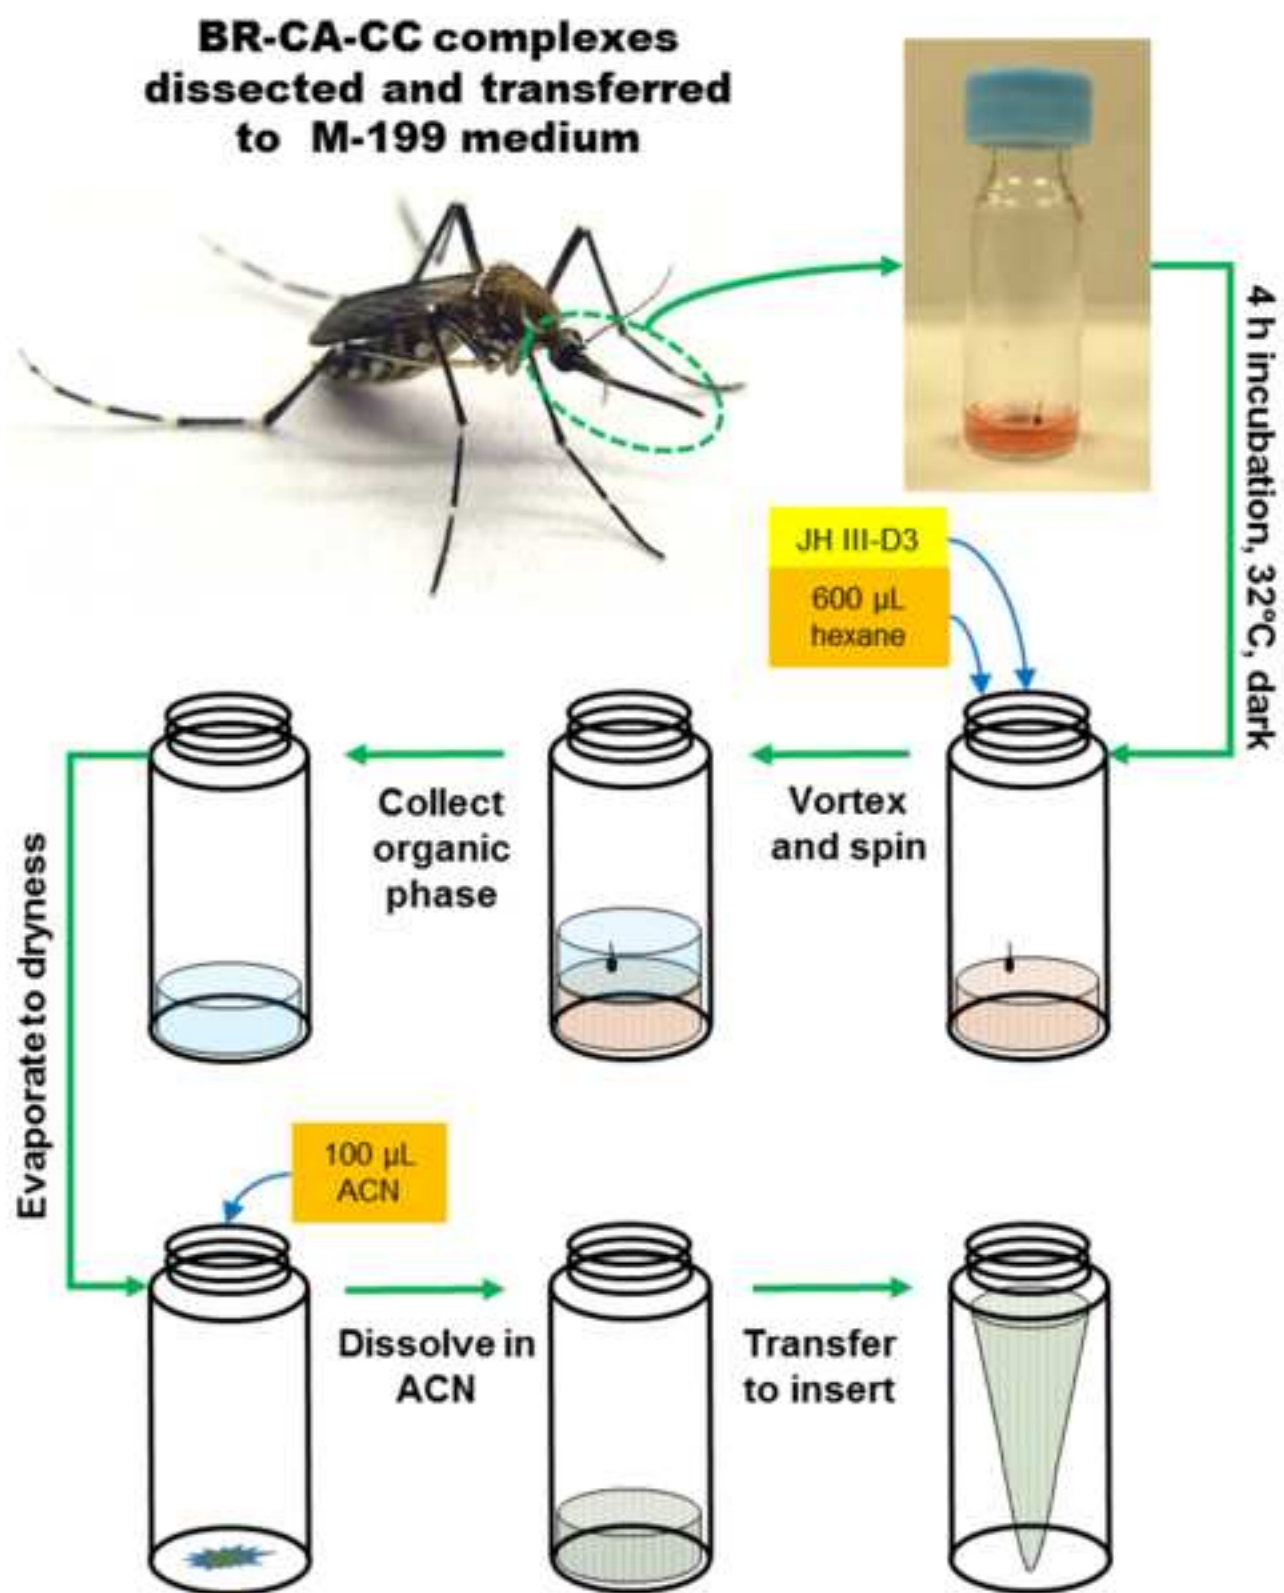 BR-CA-CC complexes
dissected and transferred
to M-199 medium
4 h incubation, 32°C, dark
JH III-D3
600 µL
hexane
Vortex
and spin
Collect
organic
phase
Evaporate to dryness
100 µL
ACN
Dissolve in
ACN
Transfer
to insert